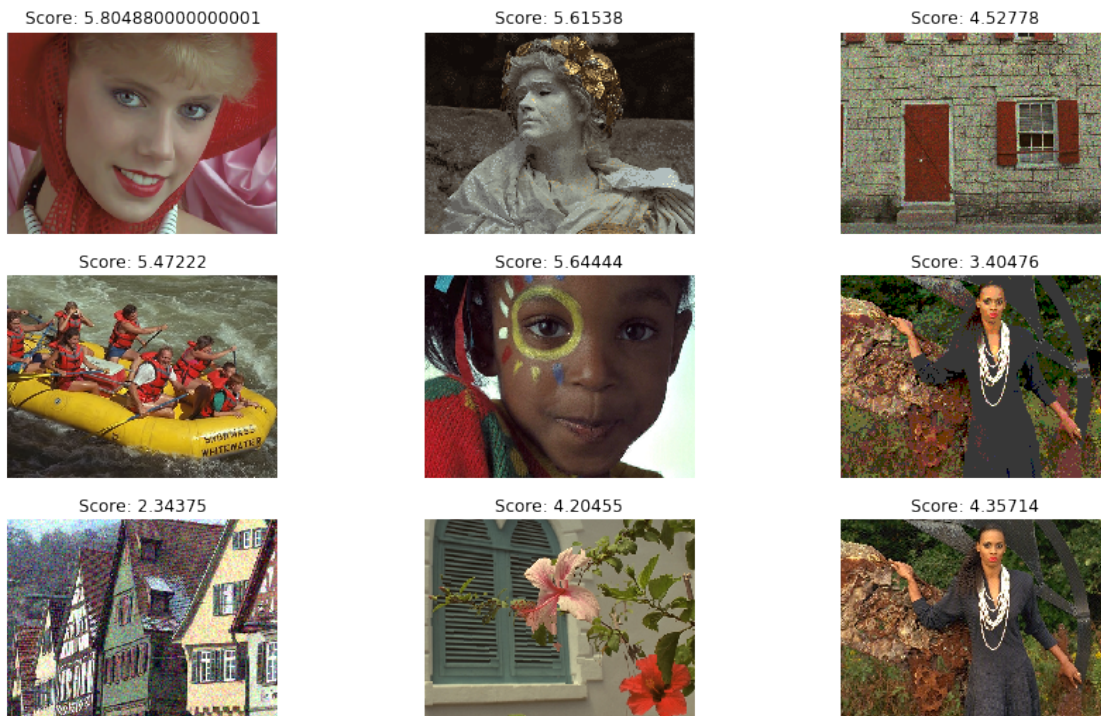 Score: 5.804880000000001
Score: 5.61538
Score: 4.52778
Score: 5.47222
Score: 5.64444
Score: 3.40476
WHITEWATER
Score: 2.34375
Score: 4.20455
Score: 4.35714